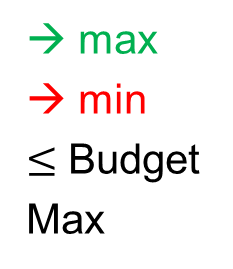 → max
→ min
≤ Budget
Max